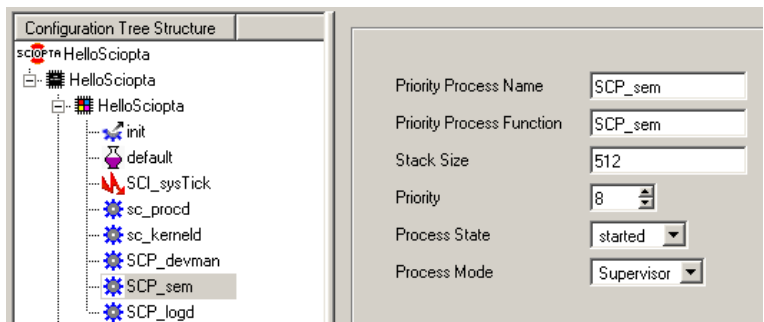 Configuration Tree Structure
SCIOPTA HelloSciopta
HelloSciopta
HelloSciopta
init
default
SCI_sysTick
sc_procd
sc_kerneld
SCP_devman
SCP_sem
SCP_logd
Priority Process Name SCP_sem
Priority Process Function SCP_sem
Stack Size 512
Priority 8
Process State started
Process Mode Supervisor